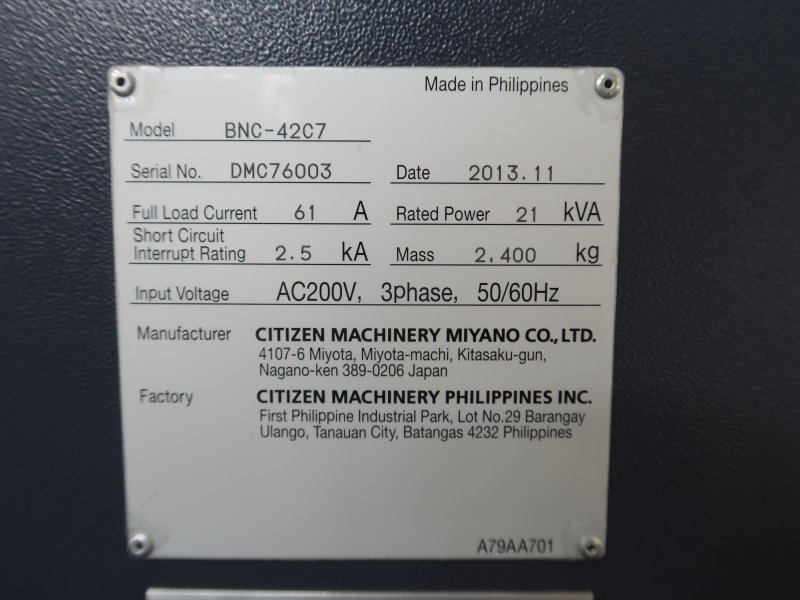 Made in Philippines
Model BNC-42C7
Serial No. DMC76003 Date 2013.11
Full Load Current 61 A Rated Power 21 kVA
Short Circuit
Interrupt Rating 2.5 kA Mass 2,400 kg
Input Voltage AC200V, 3phase, 50/60Hz
Manufacturer CITIZEN MACHINERY MIYANO CO.,LTD.
4107-6 Miyota, Miyota-machi, Kitasaku-gun,
Nagano-ken 389-0206 Japan
Factory CITIZEN MACHINERY PHILIPPINES INC.
First Philippine Industrial Park, Lot No.29 Barangay
Ulango, Tanauan City, Batangas 4232 Philippines
A79AA701